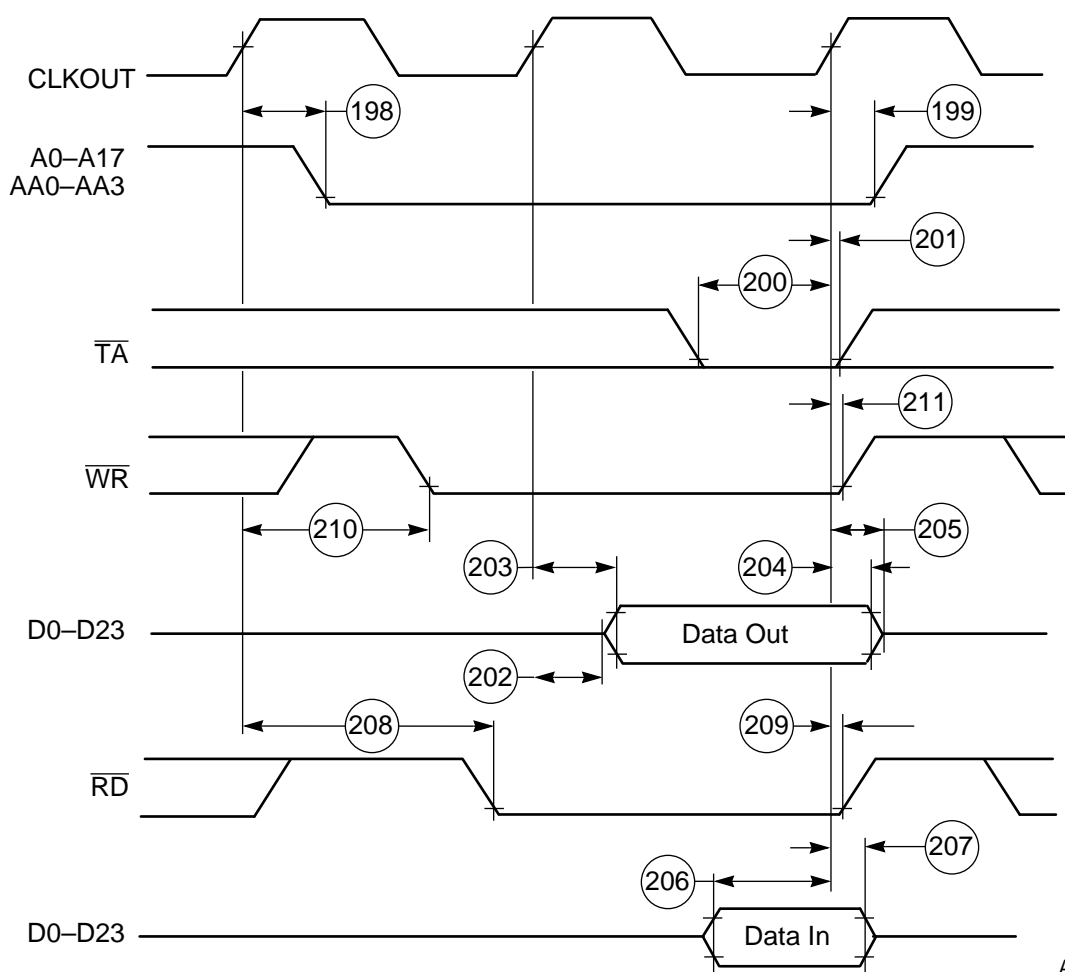 CLKOUT
198
199
A0–A17
AA0–AA3
201
200
TA
211
WR
210
205
203
204
D0–D23
Data Out
202
208
209
RD
207
206
D0–D23
Data In
A